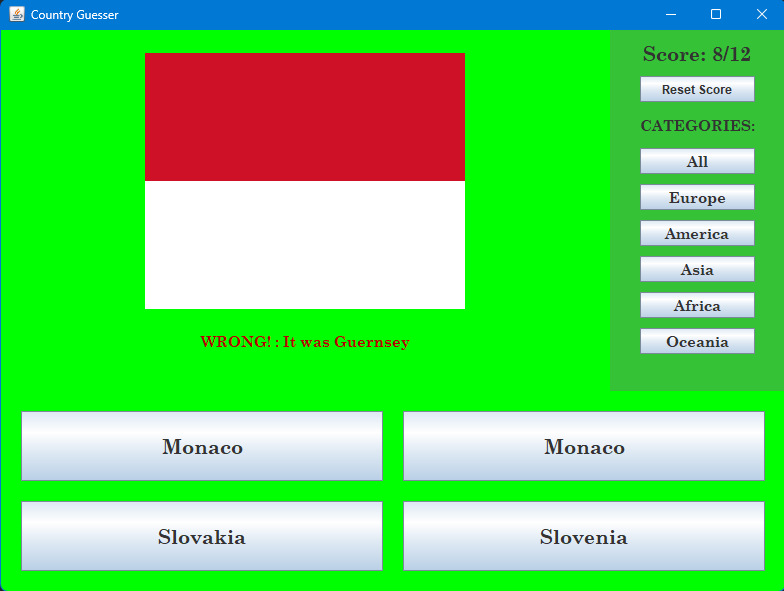 Country Guesser
Score: 8/12
Reset Score
CATEGORIES:
All
Europe
America
Asia
Africa
Oceania
WRONG! : It was Guernsey
Monaco
Monaco
Slovakia
Slovenia